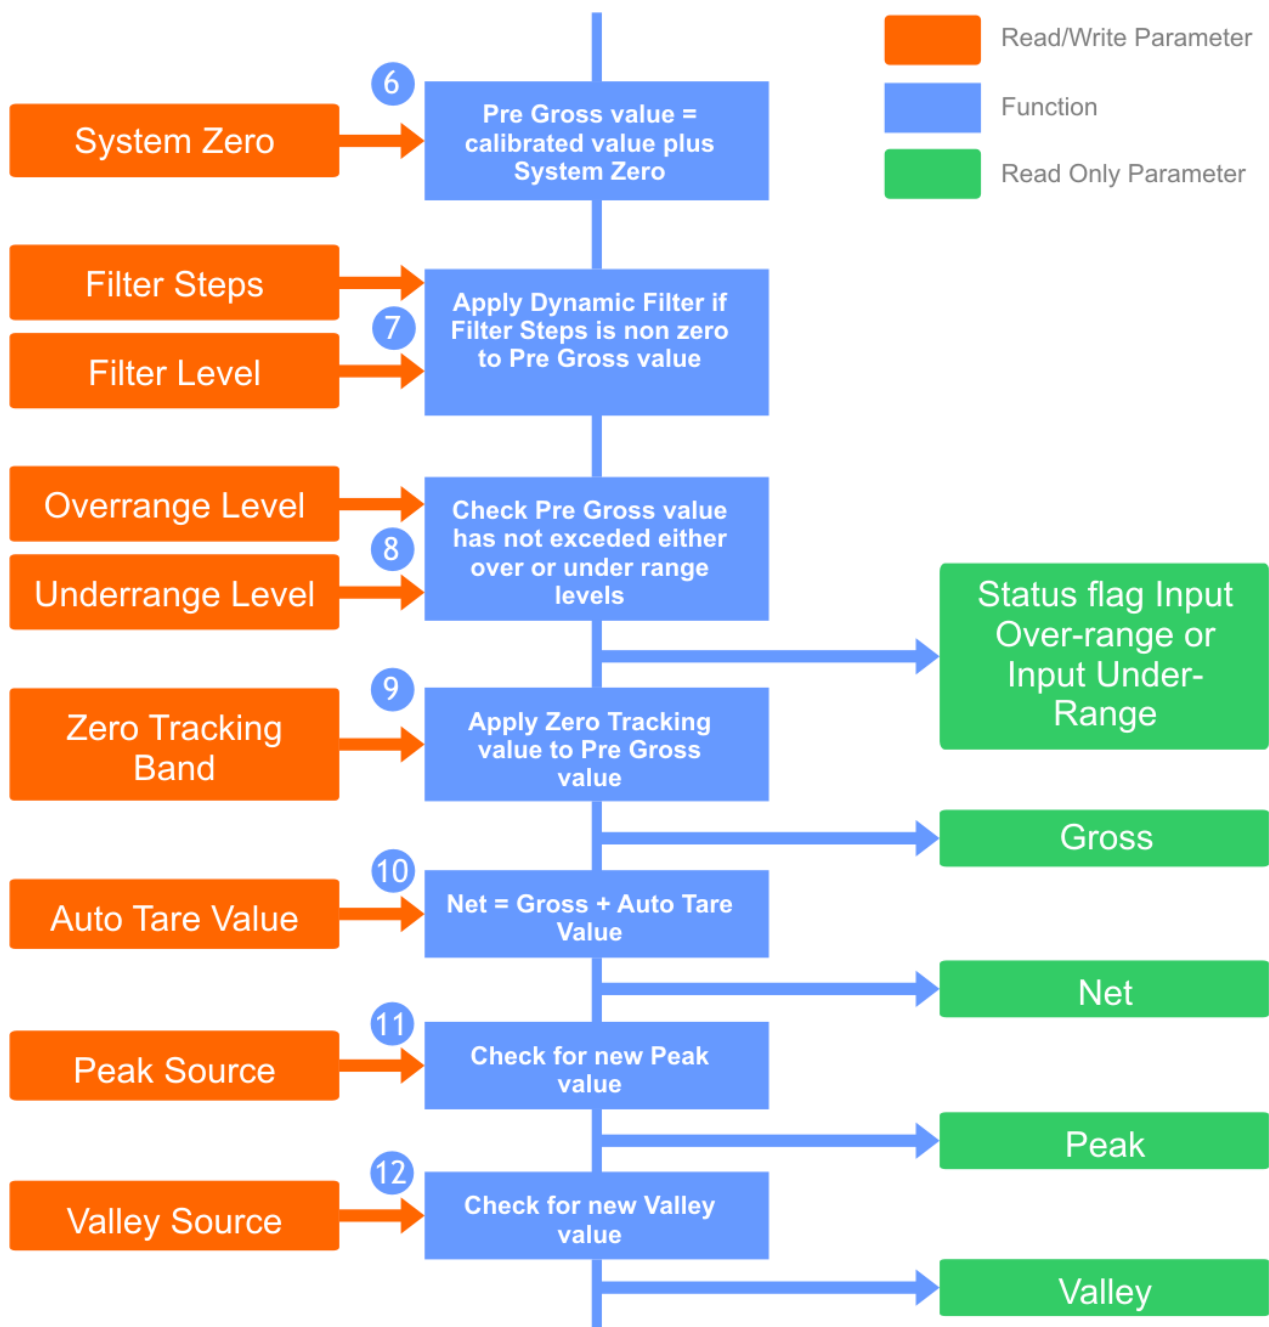 Read/Write Parameter
Function
Read Only Parameter
6
System Zero
Pre Gross value =
calibrated value plus
System Zero
Filter Steps
7
Filter Level
Apply Dynamic Filter if
Filter Steps is non zero
to Pre Gross value
Overrange Level
8
Underrange Level
Check Pre Gross value
has not exceded either
over or under range
levels
Status flag Input
Over-range or
Input Under-
Range
9
Zero Tracking
Band
Apply Zero Tracking
value to Pre Gross
value
Gross
10
Auto Tare Value
Net = Gross + Auto Tare
Value
Net
11
Peak Source
Check for new Peak
value
Peak
12
Valley Source
Check for new Valley
value
Valley